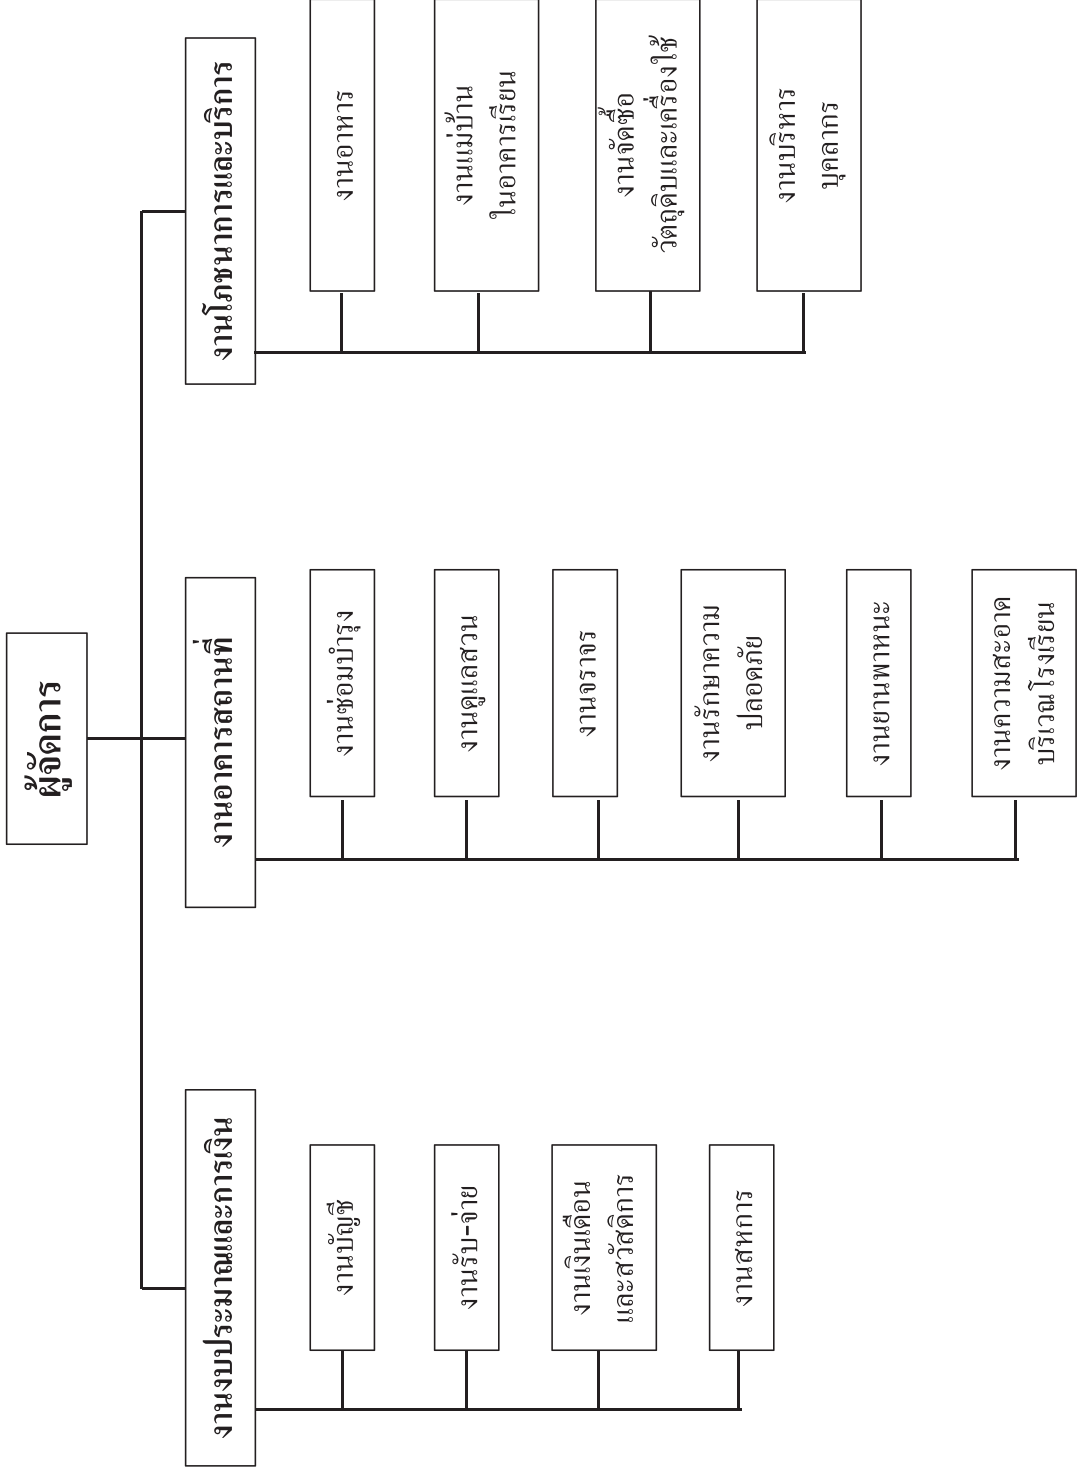 ผู้จัดการ
งานงบประมาณและการเงิน
งานบัญชี
งานรับ-จ่าย
งานเงินเดือน
และสวัสดิการ
งานสหการ
งานอาคารสถานที่
งานซ่อมบำรุง
งานดูแลสวน
งานจราจร
งานรักษาความ
ปลอดภัย
งานยานพาหนะ
งานความสะอาด
บริเวณโรงเรียน
งานโภชนาการและบริการ
งานอาหาร
งานแม่บ้าน
ในอาคารเรียน
งานจัดซื้อ
วัตถุดิบและเครื่องใช้
งานบริหาร
บุคลากร